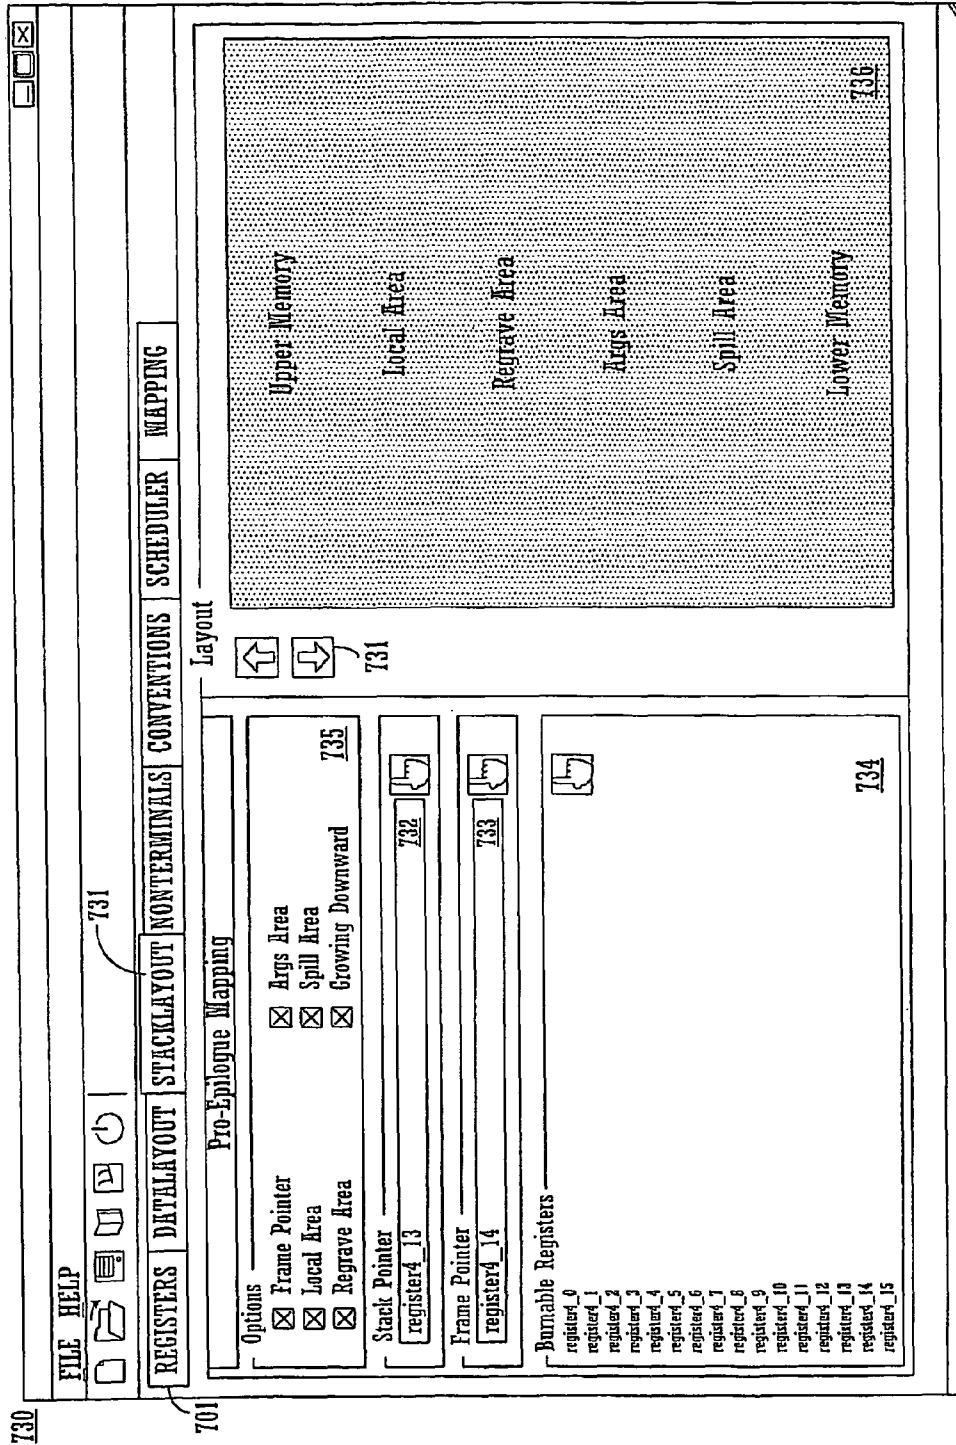 730
FILE HELP
701
REGISTERS DATALAYOUT STACKLAYOUT NONTERMINALS CONVENTIONS SCHEDULER MAPPING
731
Pro-Epilogue Mapping
Options
Frame Pointer
Local Area
Regrave Area
Args Area
Spill Area
Growing Downward
735
Stack Pointer
register4_13
732
Frame Pointer
register4_14
733
Burnable Registers
register4_0
register4_1
register4_2
register4_3
register4_4
register4_5
register4_6
register4_7
register4_8
register4_9
register4_10
register4_11
register4_12
register4_13
register4_14
register4_15
734
Layout
731
Upper Memory
Local Area
Regrave Area
Args Area
Spill Area
Lower Memory
736